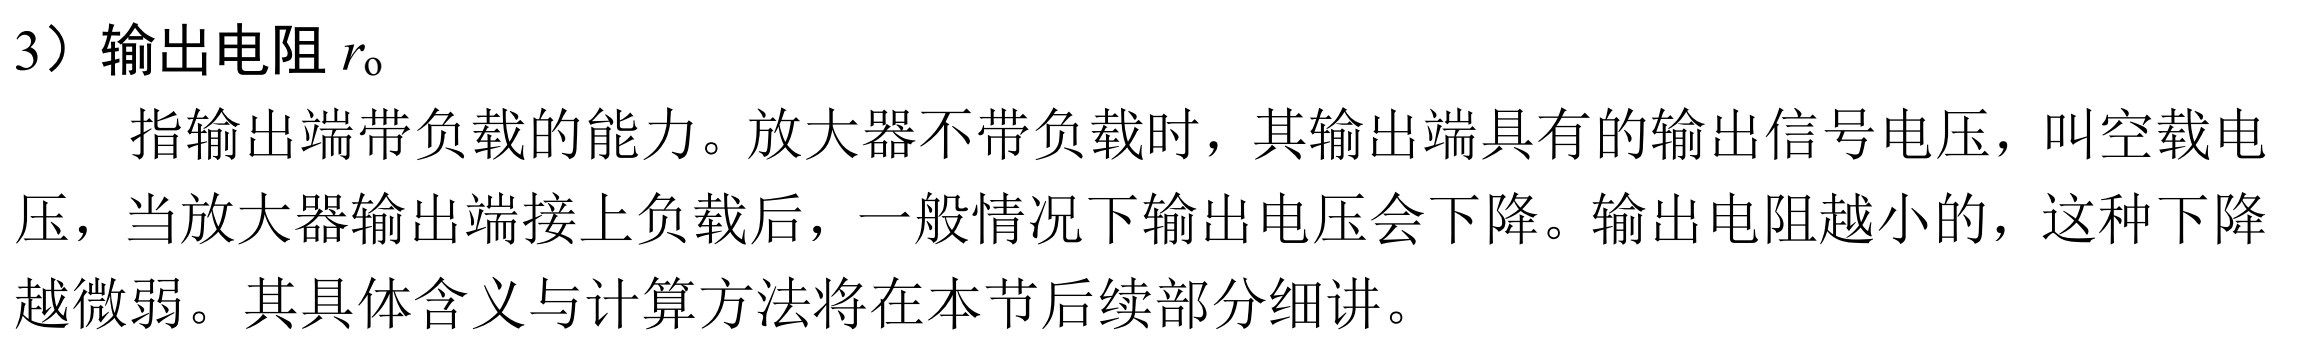 3）输出电阻 rₒ
指输出端带负载的能力。放大器不带负载时，其输出端具有的输出信号电压，叫空载电
压，当放大器输出端接上负载后，一般情况下输出电压会下降。输出电阻越小的，这种下降
越微弱。其具体含义与计算方法将在本节后续部分细讲。